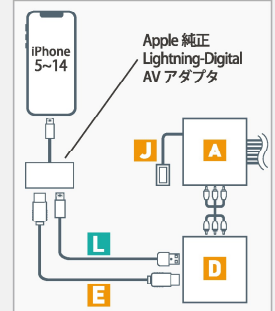 iPhone
5~14
Apple 純正
Lightning-Digital
AV アダプタ
J
A
L
D
E